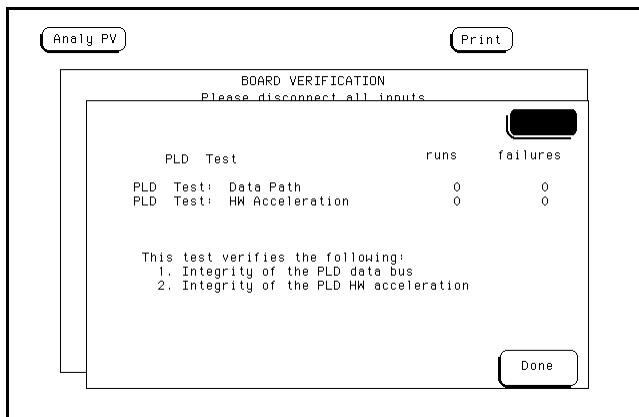 Analy PV
Print
BOARD VERIFICATION
Please disconnect all inputs
PLD Test runs failures
PLD Test: Data Path 0 0
PLD Test: HW Acceleration 0 0
This test verifies the following:
1. Integrity of the PLD data bus
2. Integrity of the PLD HW acceleration
Done